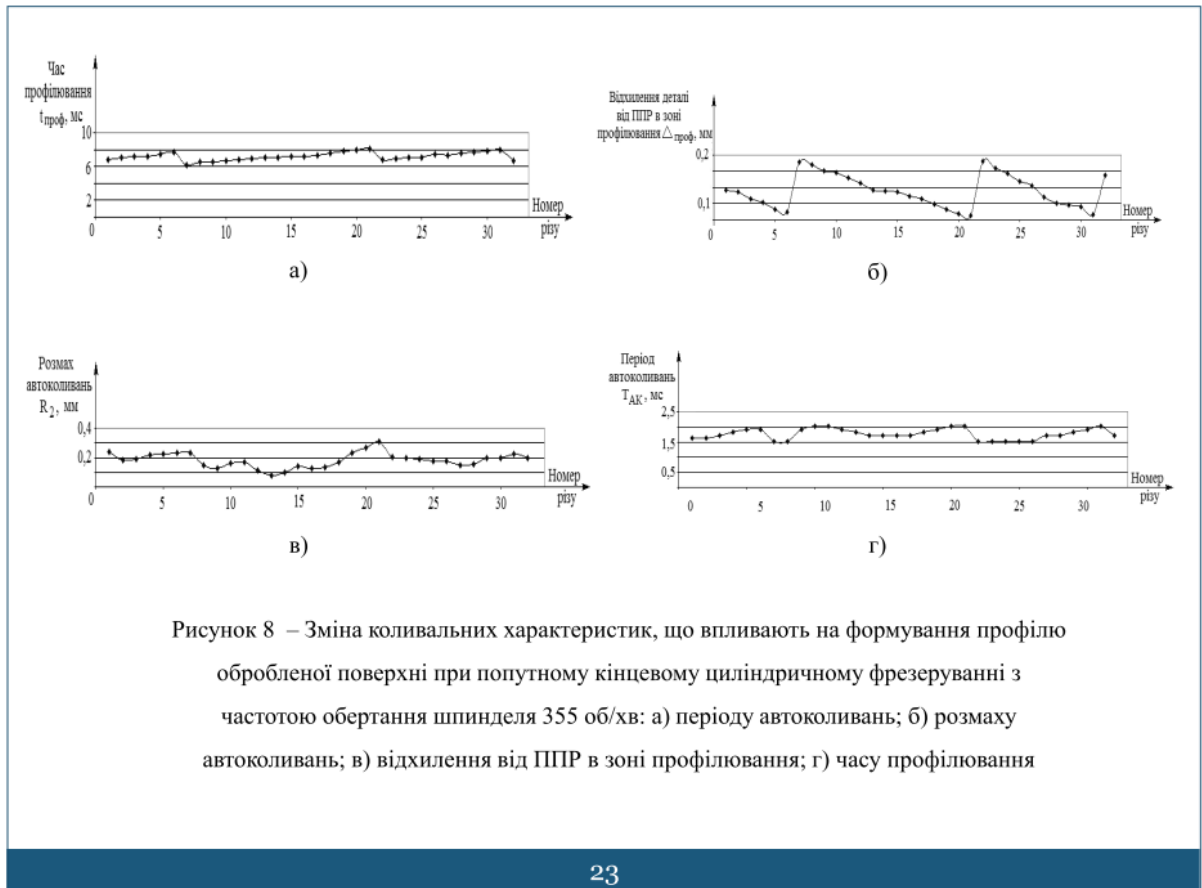 Час
профілювання
tпроф, мс
10
6
2
0
5
10
15
20
25
30
Номер
різу
а)
Відхилення деталі
від ППР в зоні
профілювання △проф, мм
0,2
0,1
0
5
10
15
20
25
30
Номер
різу
б)
Розмах
автоколивань
R2, мм
0,4
0,2
0
5
10
15
20
25
30
Номер
різу
в)
Період
автоколивань
TАК, мс
2,5
1,5
0,5
0
5
10
15
20
25
30
Номер
різу
г)
Рисунок 8 – Зміна коливальних характеристик, що впливають на формування профілю
обробленої поверхні при попутному кінцевому циліндричному фрезеруванні з
частотою обертання шпинделя 355 об/хв: а) періоду автоколивань; б) розмаху
автоколивань; в) відхилення від ППР в зоні профілювання; г) часу профілювання
23